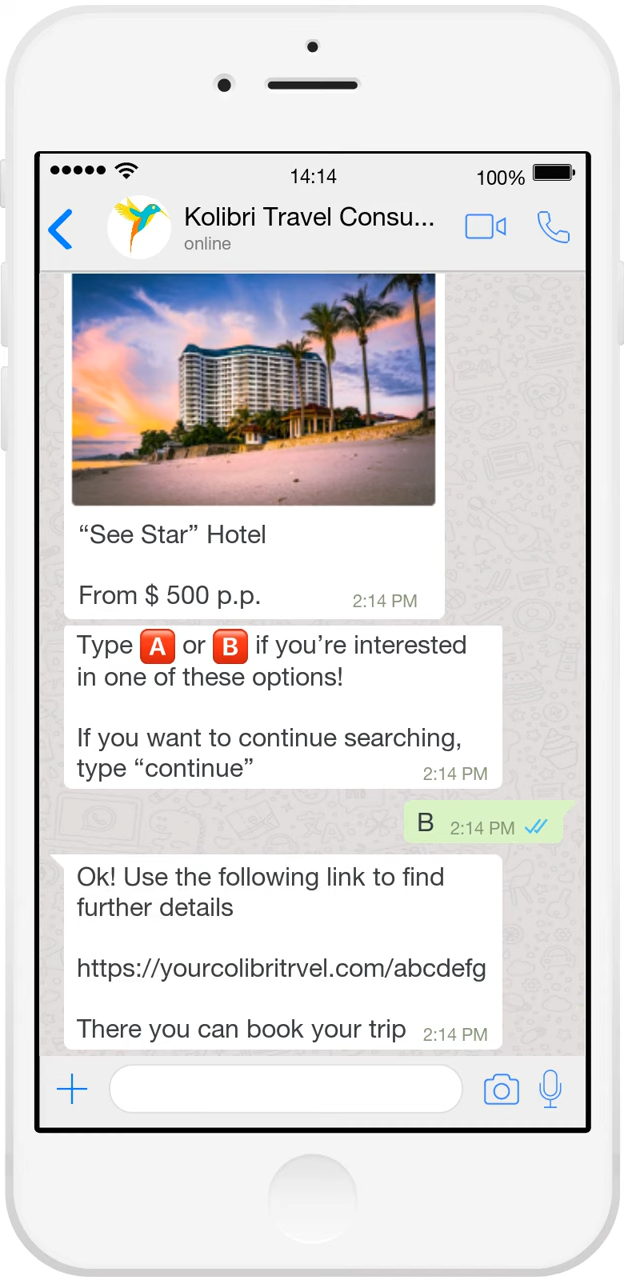 14:14
100%
Kolibri Travel Consu...
online
“See Star” Hotel
From $ 500 p.p.
2:14 PM
Type A or B if you’re interested
in one of these options!
If you want to continue searching,
type “continue”
2:14 PM
B 2:14 PM
Ok! Use the following link to find
further details
https://yourcolibritrvel.com/abcdefg
There you can book your trip 2:14 PM